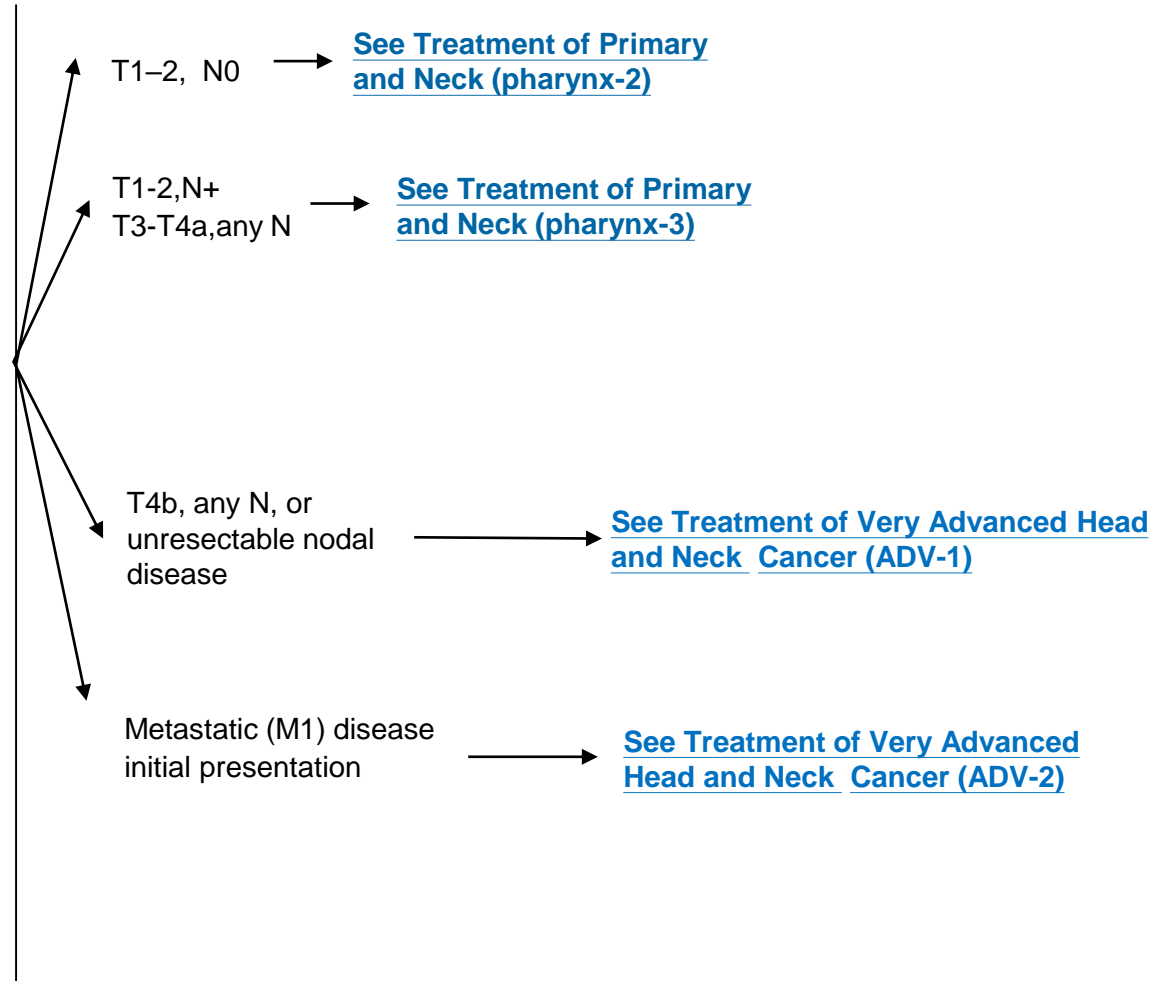 T1–2, N0
See Treatment of Primary
and Neck (pharynx-2)
T1-2,N+
T3-T4a,any N
See Treatment of Primary
and Neck (pharynx-3)
T4b, any N, or
unresectable nodal
disease
See Treatment of Very Advanced Head
and Neck Cancer (ADV-1)
Metastatic (M1) disease
initial presentation
See Treatment of Very Advanced
Head and Neck Cancer (ADV-2)